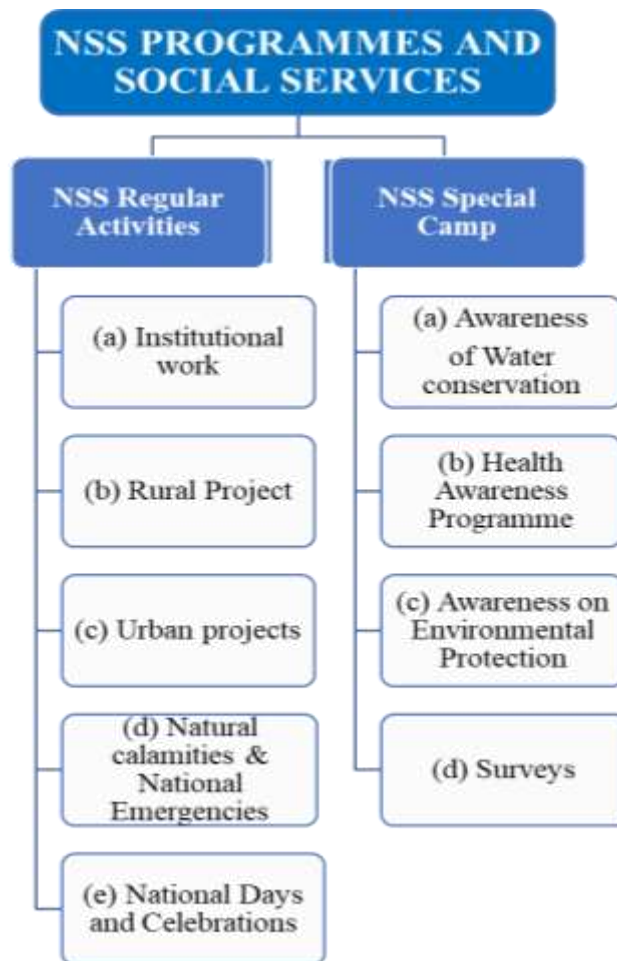 NSS PROGRAMMES AND
SOCIAL SERVICES
NSS Regular
Activities
(a) Institutional
work
(b) Rural Project
(c) Urban projects
(d) Natural
calamities &
National
Emergencies
(e) National Days
and Celebrations
NSS Special
Camp
(a) Awareness
of Water
conservation
(b) Health
Awareness
Programme
(c) Awareness on
Environmental
Protection
(d) Surveys